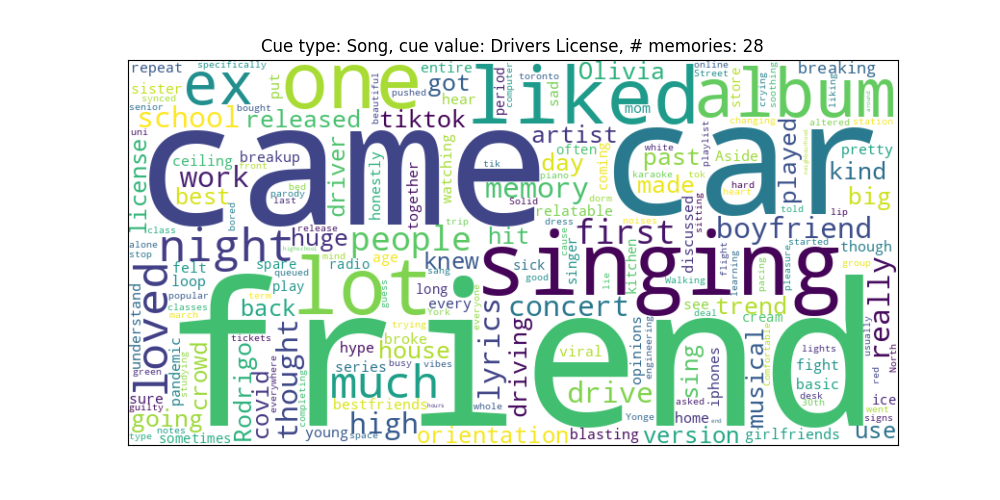 Cue type: Song, cue value: Drivers License, # memories: 28
repeat
specifically
entire
period
computer
toronto
Olivia
online
Street
crying
soothing
breaking
sister
synced
ex
put
one
beautiful
pushed
got
hear
liked
sad
mom
album
store
liking
senior
bought
school
released
tiktok
artist
changing
altered
station
playlist
uni
license
ceiling
breakup
front
work
best
parody
last
bed
came
driver
honestly
together
watching
tik
often
day
Solid
piano
memory
relatable
coming
white
past
karaoke
tok
made
dorm
car
Aside
hard
heart
played
told
lip
pretty
kind
big
class
bored
release
trip
dress
noises
discussed
sitting
alone
stop
night
huge
people
hit
first
boyfriend
started
though
felt
loop
spare
queued
mind
radio
age
knew
sang
sick
good
singer
cause
kitchen
lie
Walking
flight
learning
pacing
pleasure
group
understand
loved
popular
classes
march
play
term
guess
lot
long
every
York
everyone
singing
concert
see
deal
trend
cream
usually
really
pandemic
studying
back
friend
trying
broke
hype
house
series
busy
vibes
lyrics
driving
viral
opinions
engineering
sing
iphones
musical
Comfortable
lights
fight
basic
desk
30th
red
North
green
guilty
sure
crowd
Rodrigo
tickets
covid
everywhere
thought
completing
much
bestfriends
hours
whole
drive
asked
home
and
ice
went
signs
going
type
notes
sometimes
young
space
high
orientation
blasting
Yonge
version
girlfriends
use